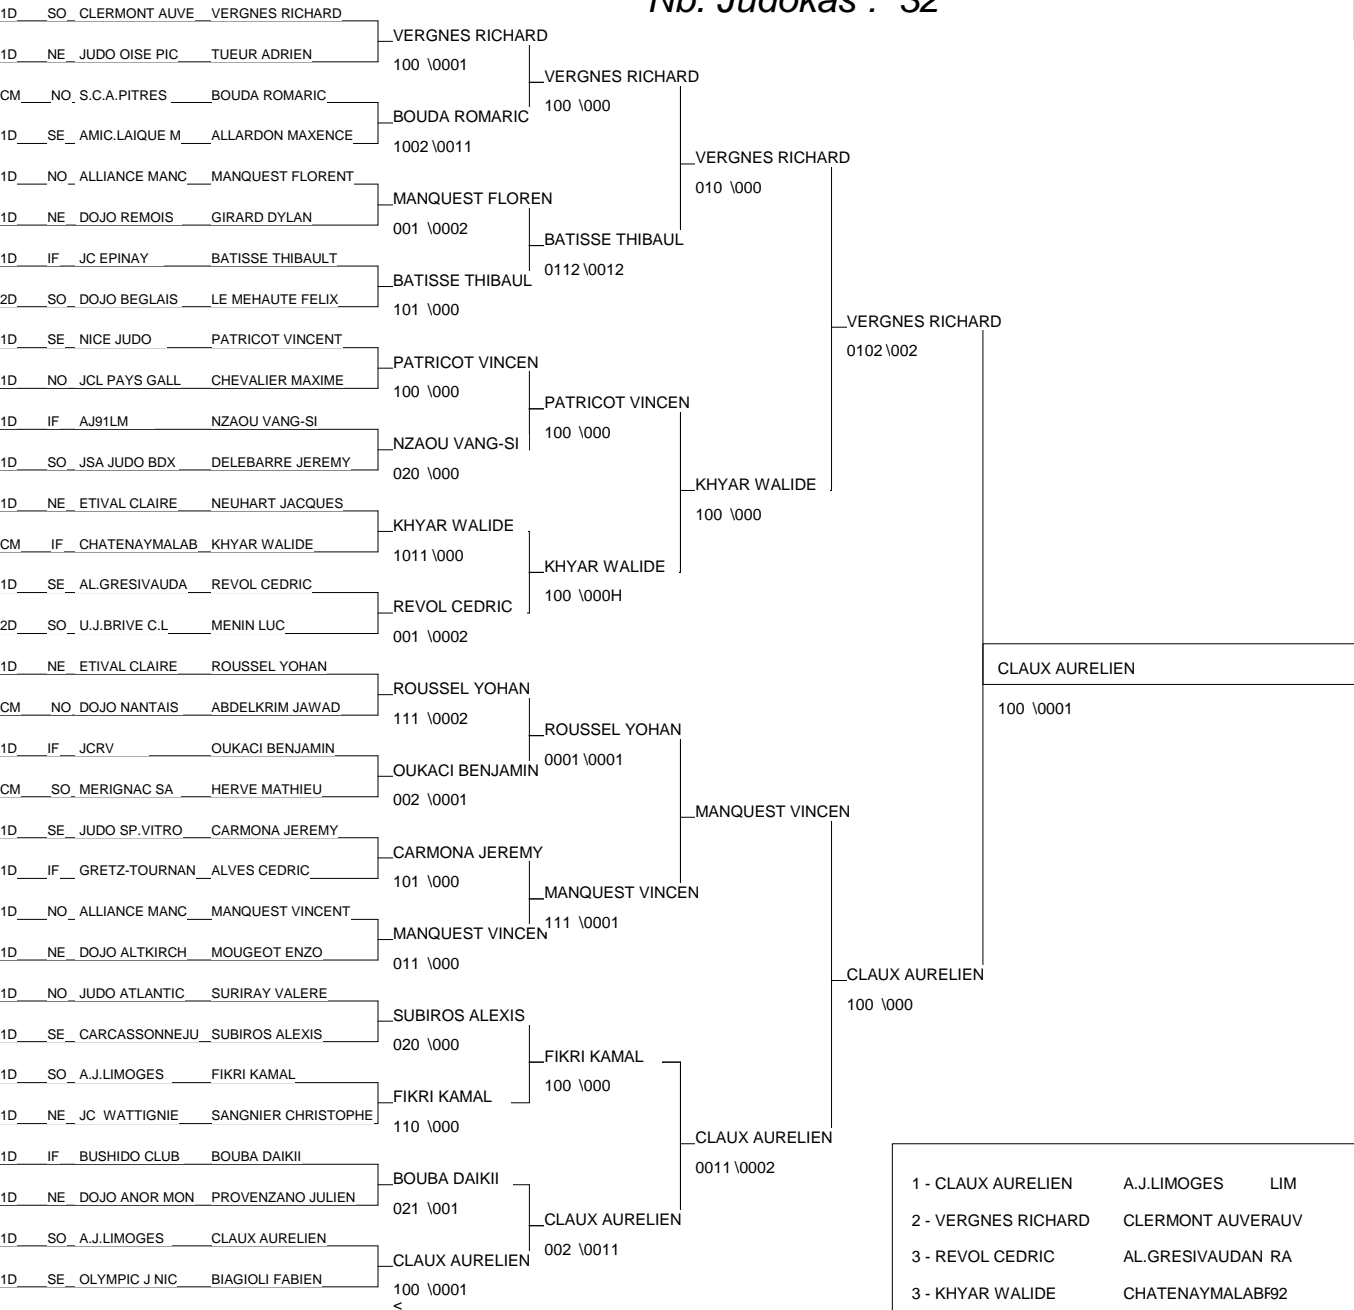 Nb. Judokas : 32
1D SO CLERMONT AUVE VERGNES RICHARD
1D NE JUDO OISE PIC TUEUR ADRIEN
CM NO S.C.A.PITRES BOUDA ROMARIC
1D SE AMIC.LAIQUE M ALLARDON MAXENCE
1D NO ALLIANCE MANC MANQUEST FLORENT
1D NE DOJO REMOIS GIRARD DYLAN
1D IF JC EPINAY BATISSE THIBAULT
2D SO DOJO BEGLAIS LE MEHAUTE FELIX
1D SE NICE JUDO PATRICOT VINCENT
1D NO JCL PAYS GALL CHEVALIER MAXIME
1D IF AJ91LM NZAOU VANG-SI
1D SO JSA JUDO BDX DELEBARRE JEREMY
1D NE ETIVAL CLAIRE NEUHART JACQUES
CM IF CHATENAYMALAB KHYAR WALIDE
1D SE AL.GRESIVAUDA REVOL CEDRIC
2D SO U.J.BRIVE C.L MENIN LUC
1D NE ETIVAL CLAIRE ROUSSEL YOHAN
CM NO DOJO NANTAIS ABDELKRIM JAWAD
1D IF JCRV OUKACI BENJAMIN
CM SO MERIGNAC SA HERVE MATHIEU
1D SE JUDO SP.VITRO CARMONA JEREMY
1D IF GRETZ-TOURNAN ALVES CEDRIC
1D NO ALLIANCE MANC MANQUEST VINCENT
1D NE DOJO ALTKIRCH MOUGEOT ENZO
1D NO JUDO ATLANTIC SURIRAY VALERE
1D SE CARCASSONNEJU SUBIROS ALEXIS
1D SO A.J.LIMOGES FIKRI KAMAL
1D NE JC WATTIGNIE SANGNIER CHRISTOPHE
1D IF BUSHIDO CLUB BOUBA DAIKII
1D NE DOJO ANOR MON PROVENZANO JULIEN
1D SO A.J.LIMOGES CLAUX AURELIEN
1D SE OLYMPIC J NIC BIAGIOLI FABIEN
VERGNES RICHARD
100 \0001
BOUDA ROMARIC
1002 \0011
MANQUEST FLOREN
001 \0002
BATISSE THIBAUL
101 \000
PATRICOT VINCEN
100 \000
NZAOU VANG-SI
020 \000
KHYAR WALIDE
1011 \000
REVOL CEDRIC
001 \0002
ROUSSEL YOHAN
111 \0002
OUKACI BENJAMIN
002 \0001
CARMONA JEREMY
101 \000
MANQUEST VINCEN
011 \000
SUBIROS ALEXIS
020 \000
FIKRI KAMAL
110 \000
BOUBA DAIKII
021 \001
CLAUX AURELIEN
100 \0001
<
VERGNES RICHARD
100 \000
BATISSE THIBAUL
0112 \0012
PATRICOT VINCEN
100 \000
KHYAR WALIDE
100 \000H
ROUSSEL YOHAN
0001 \0001
MANQUEST VINCEN
111 \0001
FIKRI KAMAL
100 \000
CLAUX AURELIEN
002 \0011
VERGNES RICHARD
010 \000
KHYAR WALIDE
100 \000
MANQUEST VINCEN
CLAUX AURELIEN
0011 \0002
VERGNES RICHARD
0102 \002
CLAUX AURELIEN
100 \000
CLAUX AURELIEN
100 \0001
1 - CLAUX AURELIEN A.J.LIMOGES LIM
2 - VERGNES RICHARD CLERMONT AUVER AUV
3 - REVOL CEDRIC AL.GRESIVAUDAN RA
3 - KHYAR WALIDE CHATENAYMALABF 92